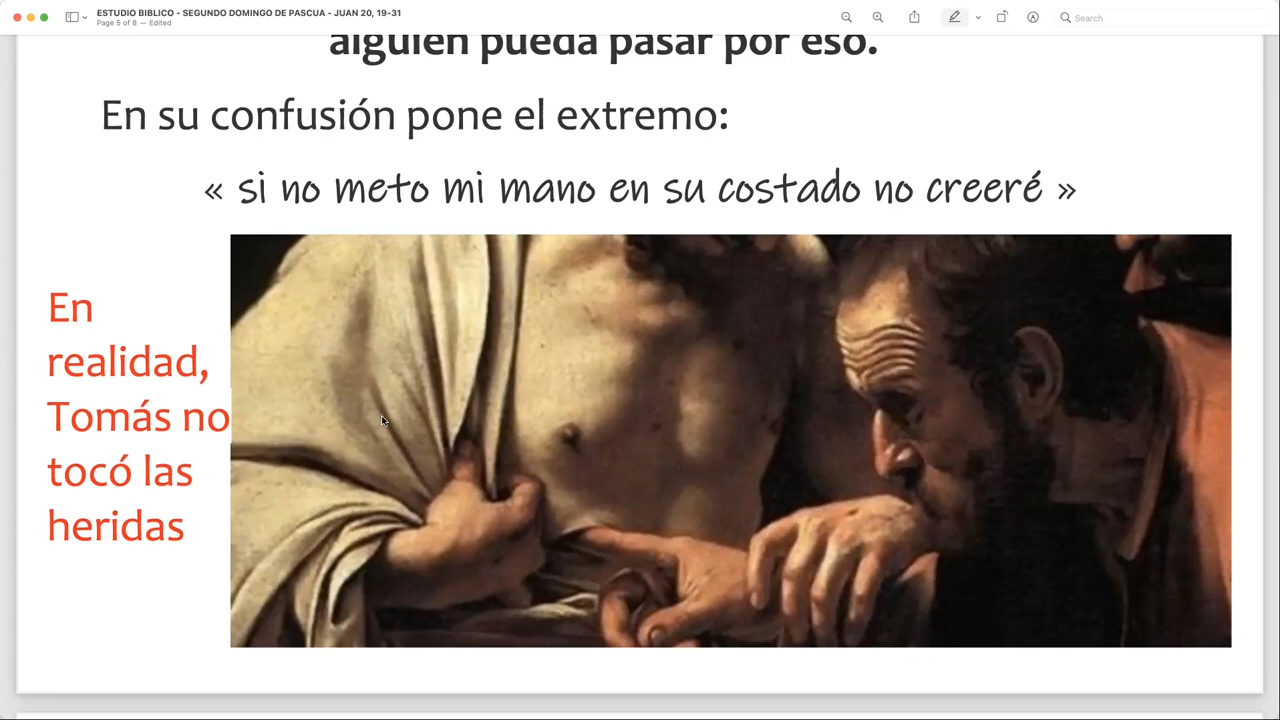 ESTUDIO BIBLICO - SEGUNDO DOMINGO DE PASCUA - JUAN 20, 19-31
Page 5 of 8 — Edited
Search
alguien pueda pasar por eso.
En su confusión pone el extremo:
« si no meto mi mano en su costado no creeré »
En
realidad,
Tomás no
tocó las
heridas